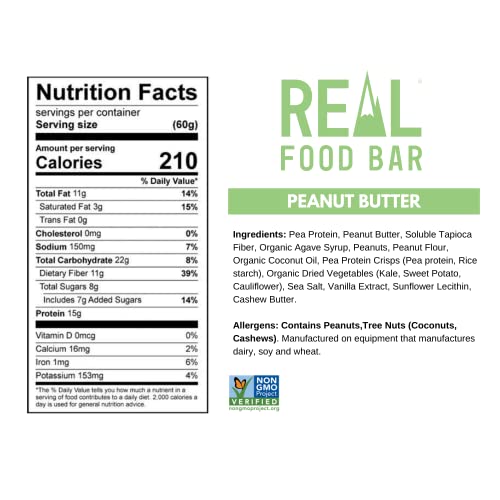 Nutrition Facts
servings per container
Serving size (60g)
Amount per serving
Calories 210
% Daily Value*
Total Fat 11g 14%
Saturated Fat 3g 15%
Trans Fat 0g
Cholesterol 0mg 0%
Sodium 150mg 7%
Total Carbohydrate 22g 8%
Dietary Fiber 11g 39%
Total Sugars 8g
Includes 7g Added Sugars 14%
Protein 15g
Vitamin D 0mcg 0%
Calcium 16mg 2%
Iron 1mg 6%
Potassium 153mg 4%
*The % Daily Value tells you how much a nutrient in a
serving of food contributes to a daily diet. 2,000 calories a
day is used for general nutrition advice.
REAL
FOOD BAR
PEANUT BUTTER
Ingredients: Pea Protein, Peanut Butter, Soluble Tapioca
Fiber, Organic Agave Syrup, Peanuts, Peanut Flour,
Organic Coconut Oil, Pea Protein Crisps (Pea protein, Rice
starch), Organic Dried Vegetables (Kale, Sweet Potato,
Cauliflower), Sea Salt, Vanilla Extract, Sunflower Lecithin,
Cashew Butter.
Allergens: Contains Peanuts,Tree Nuts (Coconuts,
Cashews). Manufactured on equipment that manufactures
dairy, soy and wheat.
NON
GMO
Project
VERIFIED
nongmoproject.org